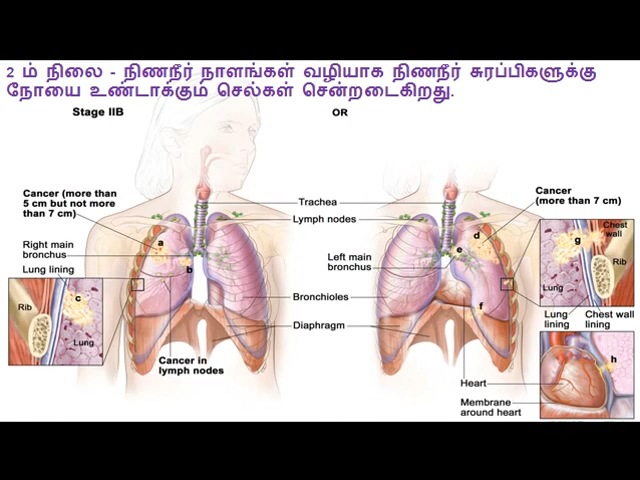 2 ம் நிலை - நிணநீர் நாளங்கள் வழியாக நிணநீர் சுரப்பிகளுக்கு
நோயை உண்டாக்கும் செல்கள் சென்றடைகிறது.
Stage IIB
OR
Cancer (more than
5 cm but not more
than 7 cm)
a
Right main
bronchus
b
Lung lining
Rib
c
Lung
Cancer in
lymph nodes
Trachea
Lymph nodes
Left main
bronchus
Bronchioles
Diaphragm
Cancer
(more than 7 cm)
d
e
f
Chest
wall
g
Rib
Lung
Lung
lining
Chest wall
lining
Heart
Membrane
around heart
h